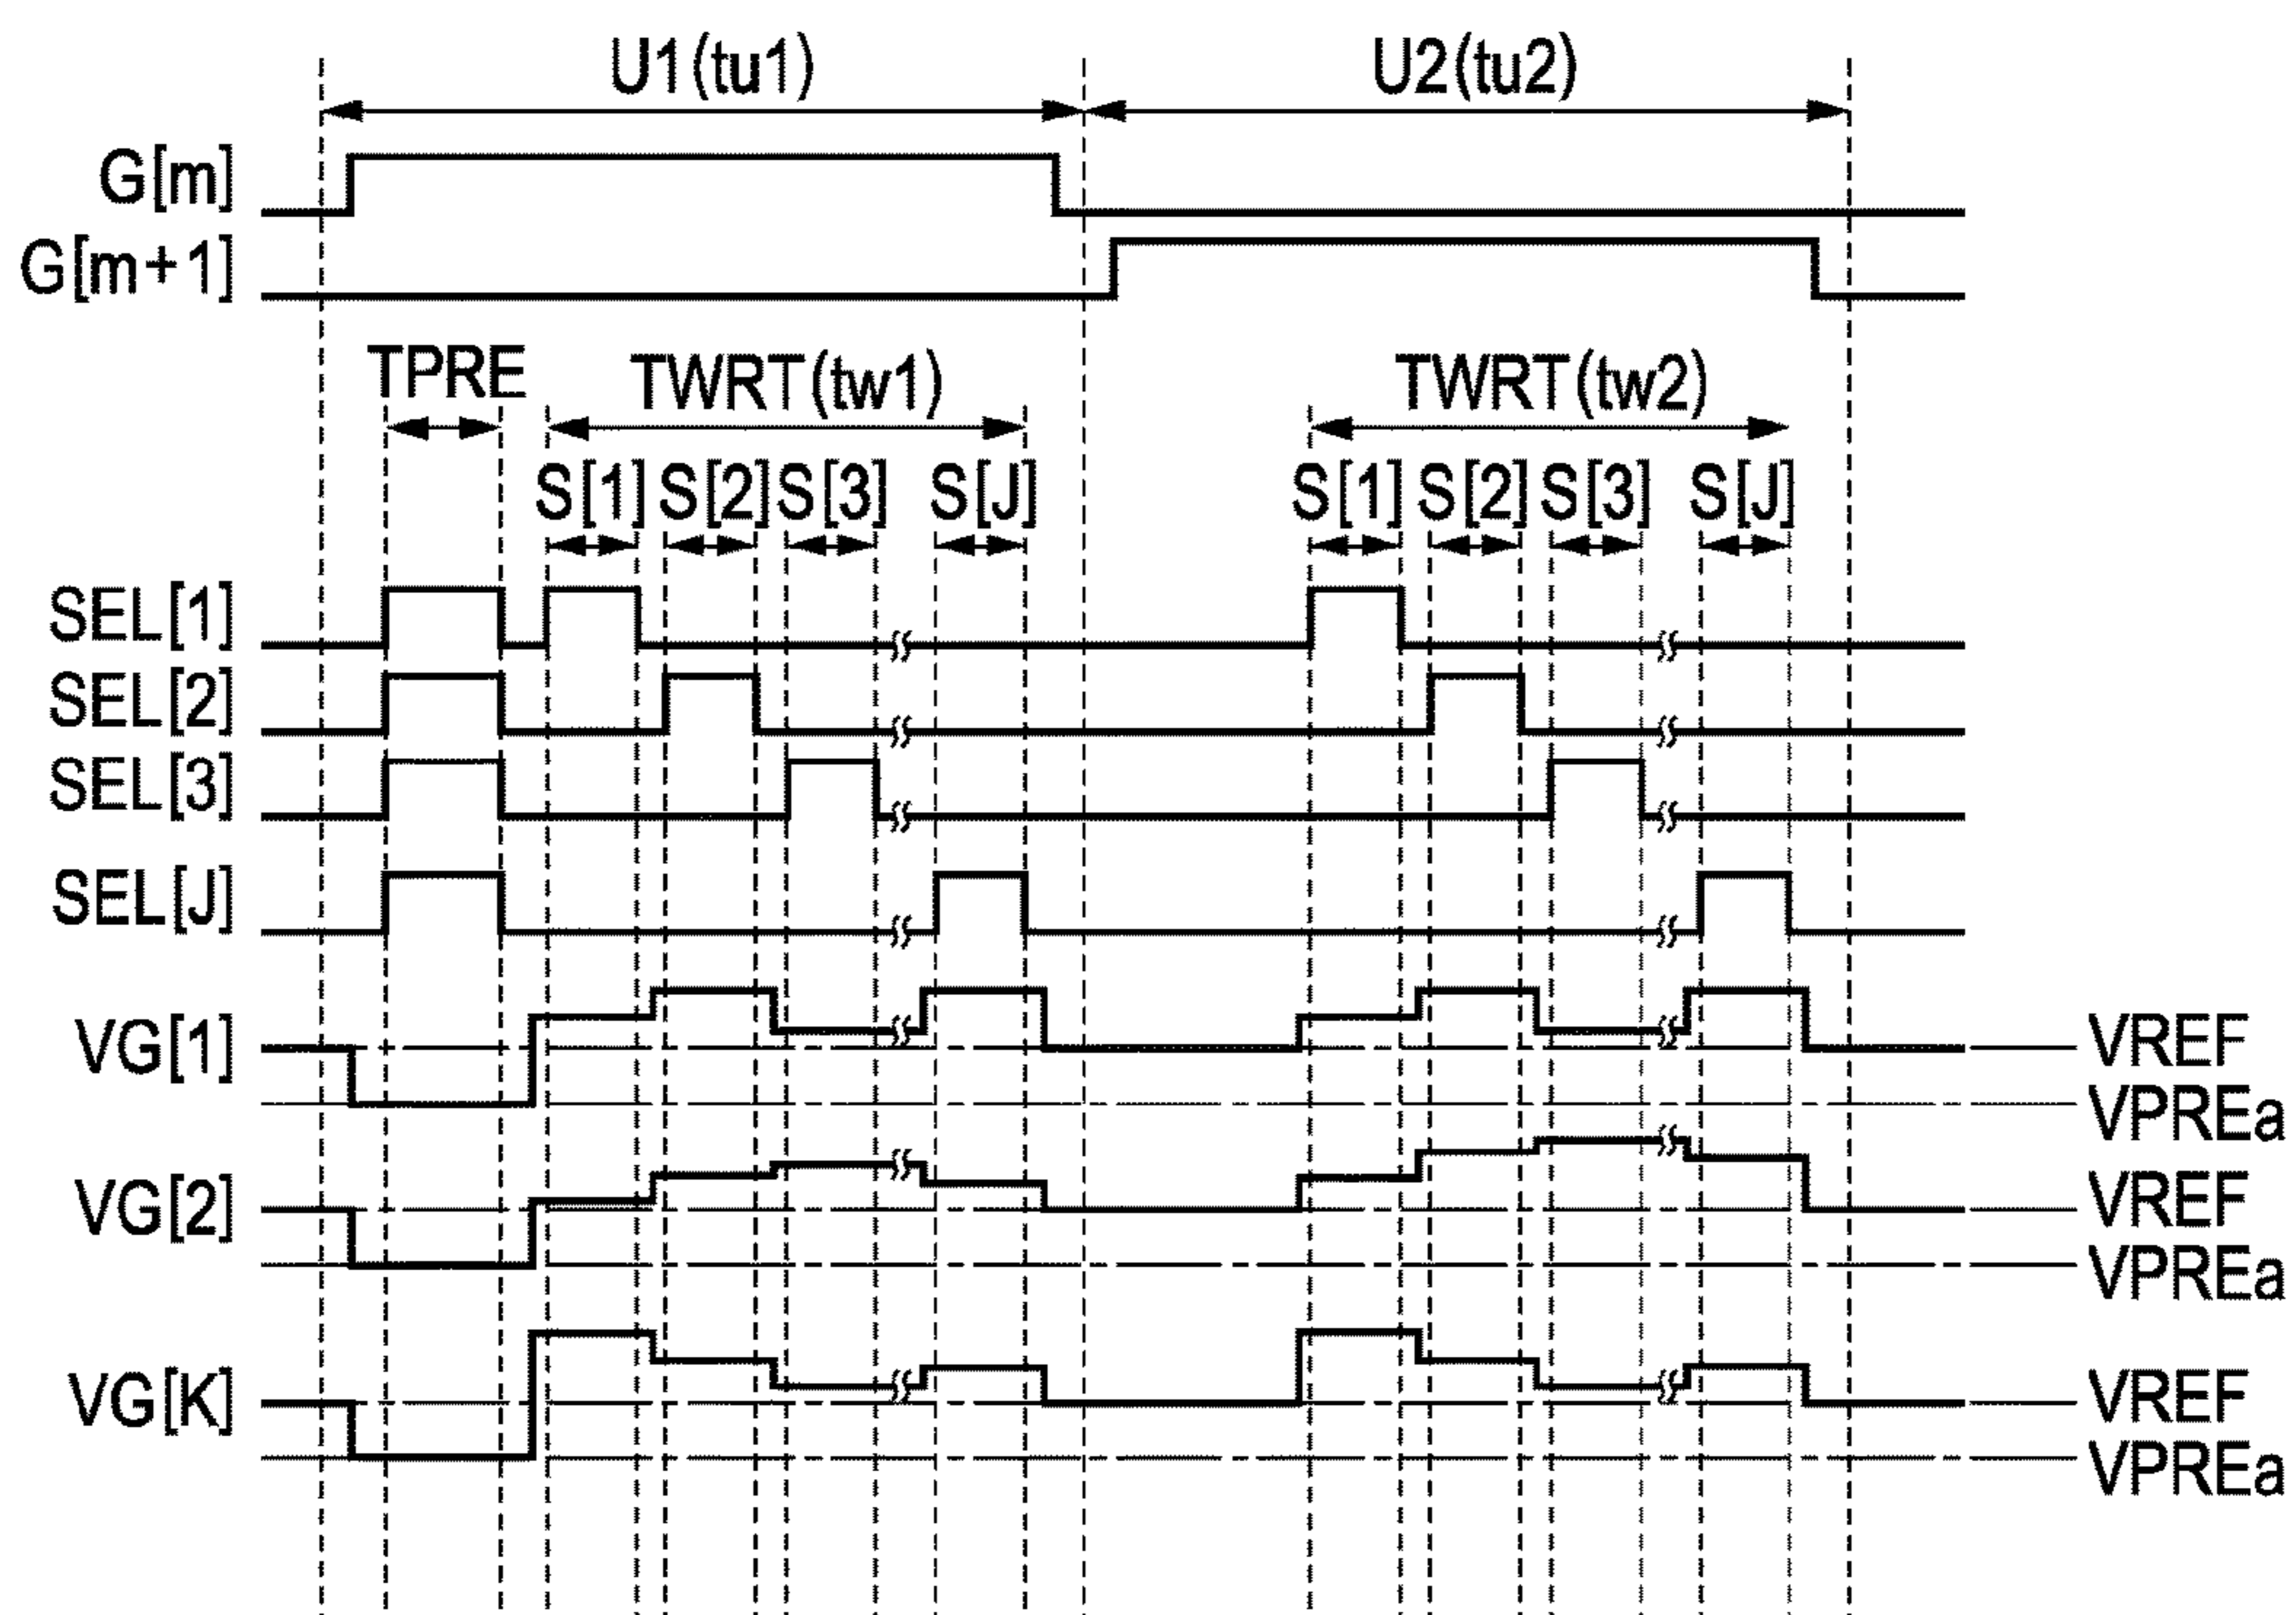 U1(tu1) U2(tu2)
G[m]
G[m+1]
TPRE TWRT(tw1) TWRT(tw2)
S[1] S[2] S[3] S[J] S[1] S[2] S[3] S[J]
SEL[1]
SEL[2]
SEL[3]
SEL[J]
VG[1] VREF
VPREa
VG[2] VREF
VPREa
VG[K] VREF
VPREa